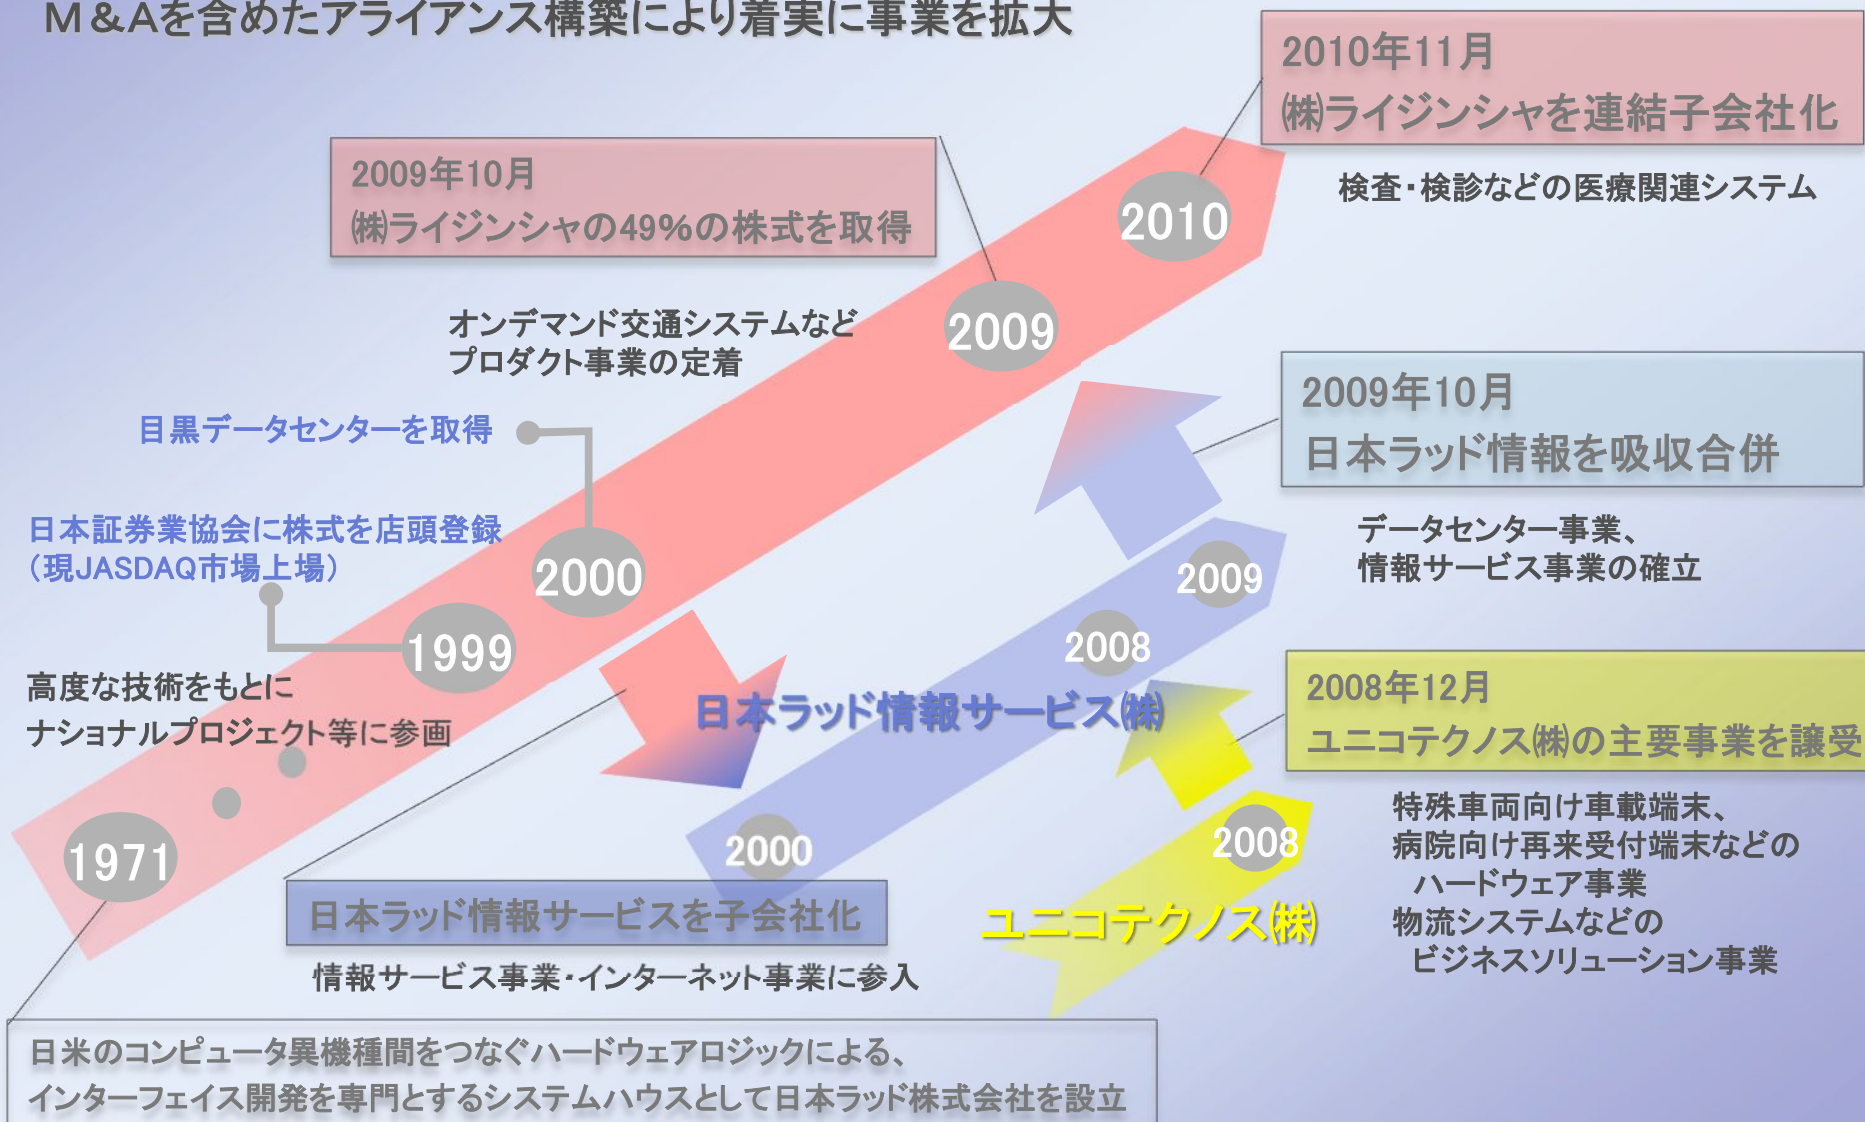 M&Aを含めたアライアンス構築により着実に事業を拡大
2010年11月
㈱ライジンシャを連結子会社化
検査・検診などの医療関連システム
2009年10月
㈱ライジンシャの49%の株式を取得
2010
2009
オンデマンド交通システムなど
プロダクト事業の定着
2009年10月
日本ラッド情報を吸収合併
データセンター事業、
情報サービス事業の確立
目黒データセンターを取得
日本証券業協会に株式を店頭登録
（現JASDAQ市場上場）
2000
1999
2009
2008
高度な技術をもとに
ナショナルプロジェクト等に参画
日本ラッド情報サービス㈱
2008年12月
ユニコテクノス㈱の主要事業を譲受
特殊車両向け車載端末、
病院向け再来受付端末などの
ハードウェア事業
物流システムなどの
ビジネスソリューション事業
1971
2000
2008
日本ラッド情報サービスを子会社化
ユニコテクノス㈱
情報サービス事業・インターネット事業に参入
日米のコンピュータ異機種間をつなぐハードウェアロジックによる、
インターフェイス開発を専門とするシステムハウスとして日本ラッド株式会社を設立